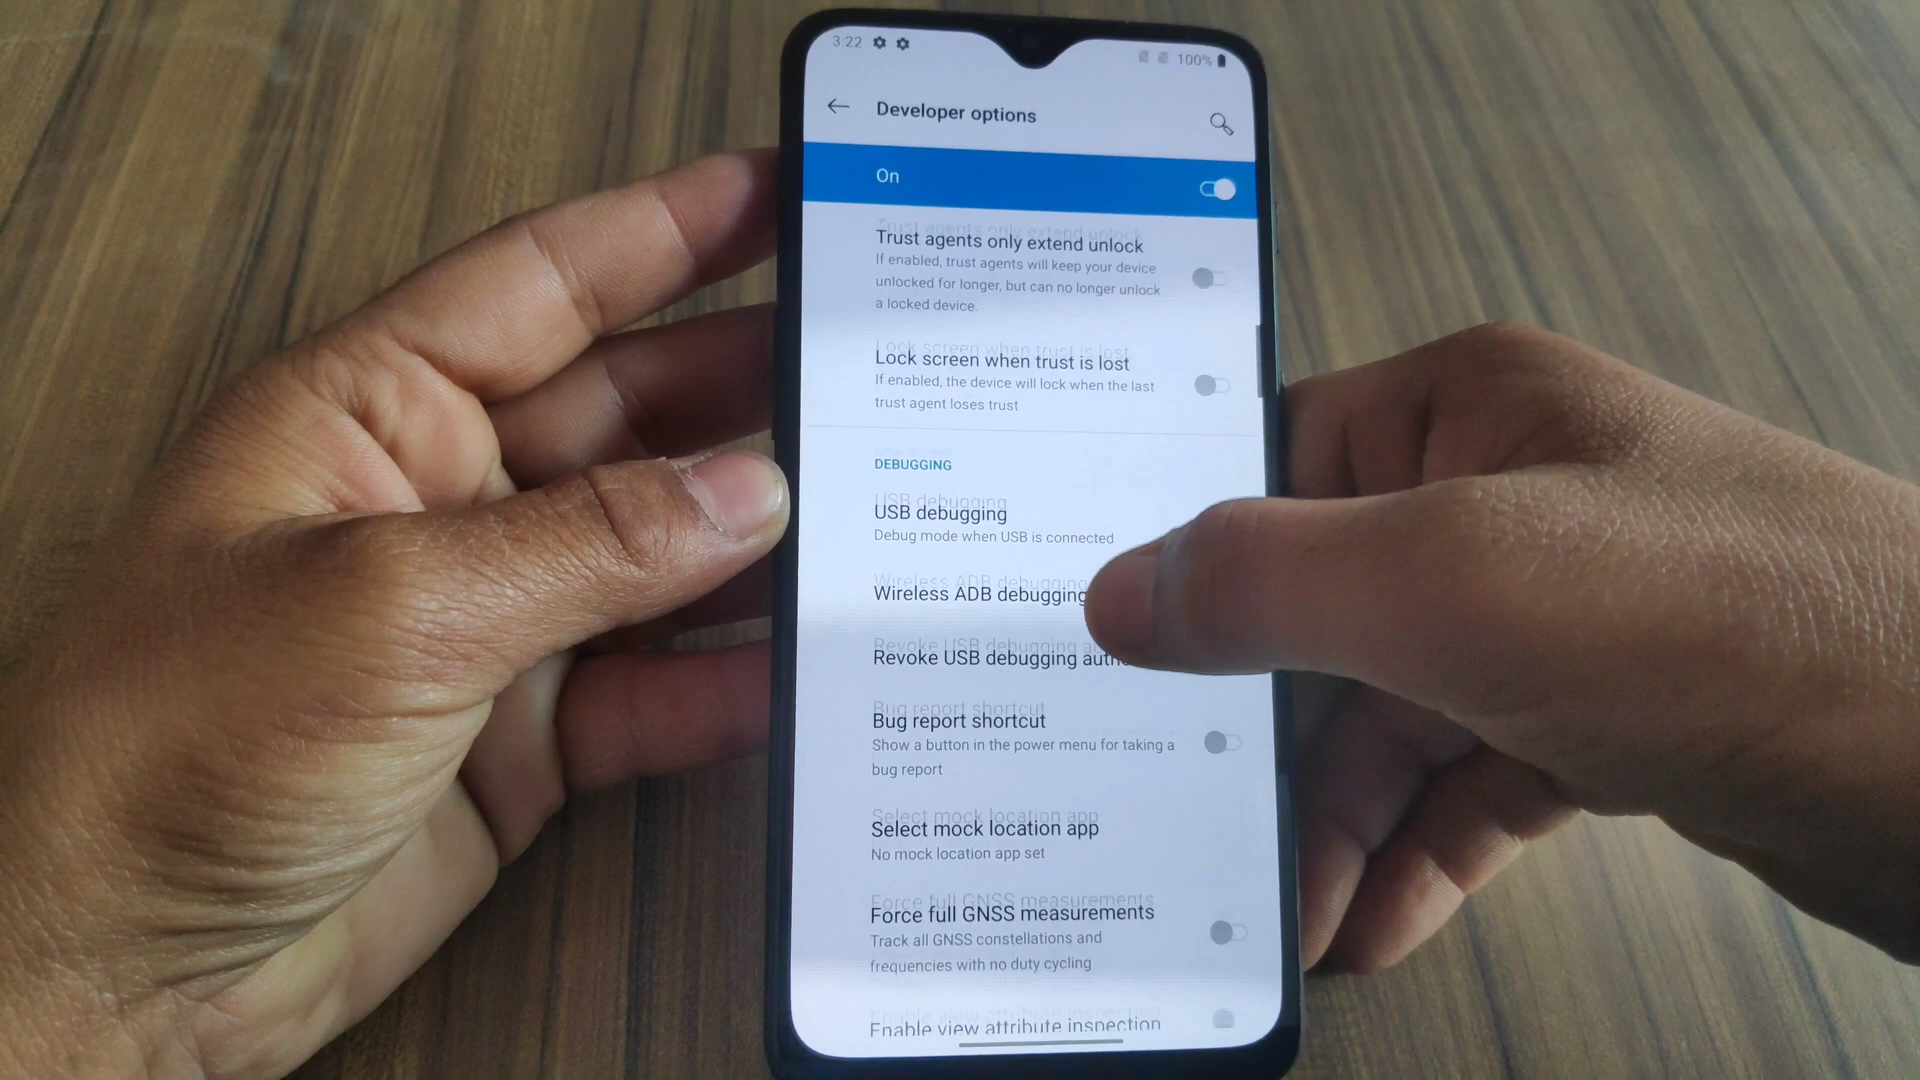 3:22
100%
Developer options
On
Trust agents only extend unlock
If enabled, trust agents will keep your device
unlocked for longer, but can no longer unlock
a locked device.
Lock screen when trust is lost
If enabled, the device will lock when the last
trust agent loses trust
DEBUGGING
USB debugging
Debug mode when USB is connected
Wireless ADB debugging
Revoke USB debugging
Bug report shortcut
Show a button in the power menu for taking a
bug report
Select mock location app
No mock location app set
Force full GNSS measurements
Track all GNSS constellations and
frequencies with no duty cycling
Enable view attribute inspection